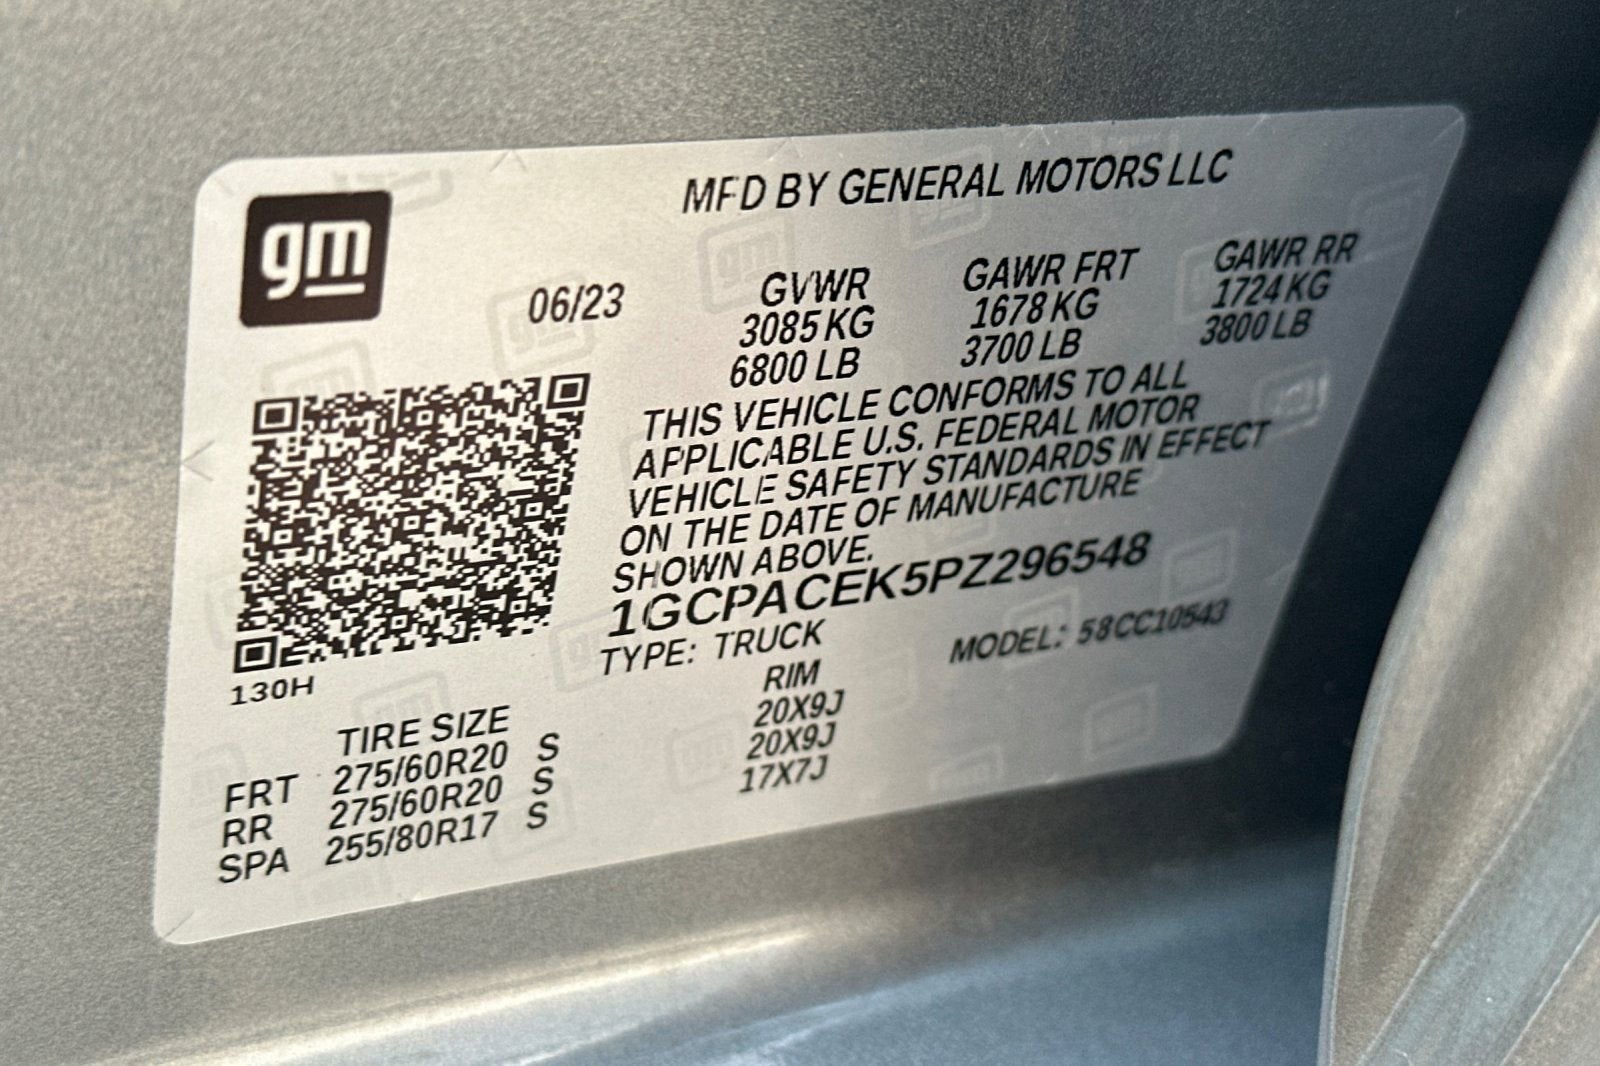 gm
MFD BY GENERAL MOTORS LLC
06/23 GVWR GAWR FRT GAWR RR
3085 KG 1678 KG 1724 KG
6800 LB 3700 LB 3800 LB
THIS VEHICLE CONFORMS TO ALL
APPLICABLE U.S. FEDERAL MOTOR
VEHICLE SAFETY STANDARDS IN EFFECT
ON THE DATE OF MANUFACTURE
SHOWN ABOVE.
1GCPACEK5PZ296548
TYPE: TRUCK MODEL: 58CC10543
130H
TIRE SIZE RIM
FRT 275/60R20 S 20X9J
RR 275/60R20 S 20X9J
SPA 255/80R17 S 17X7J